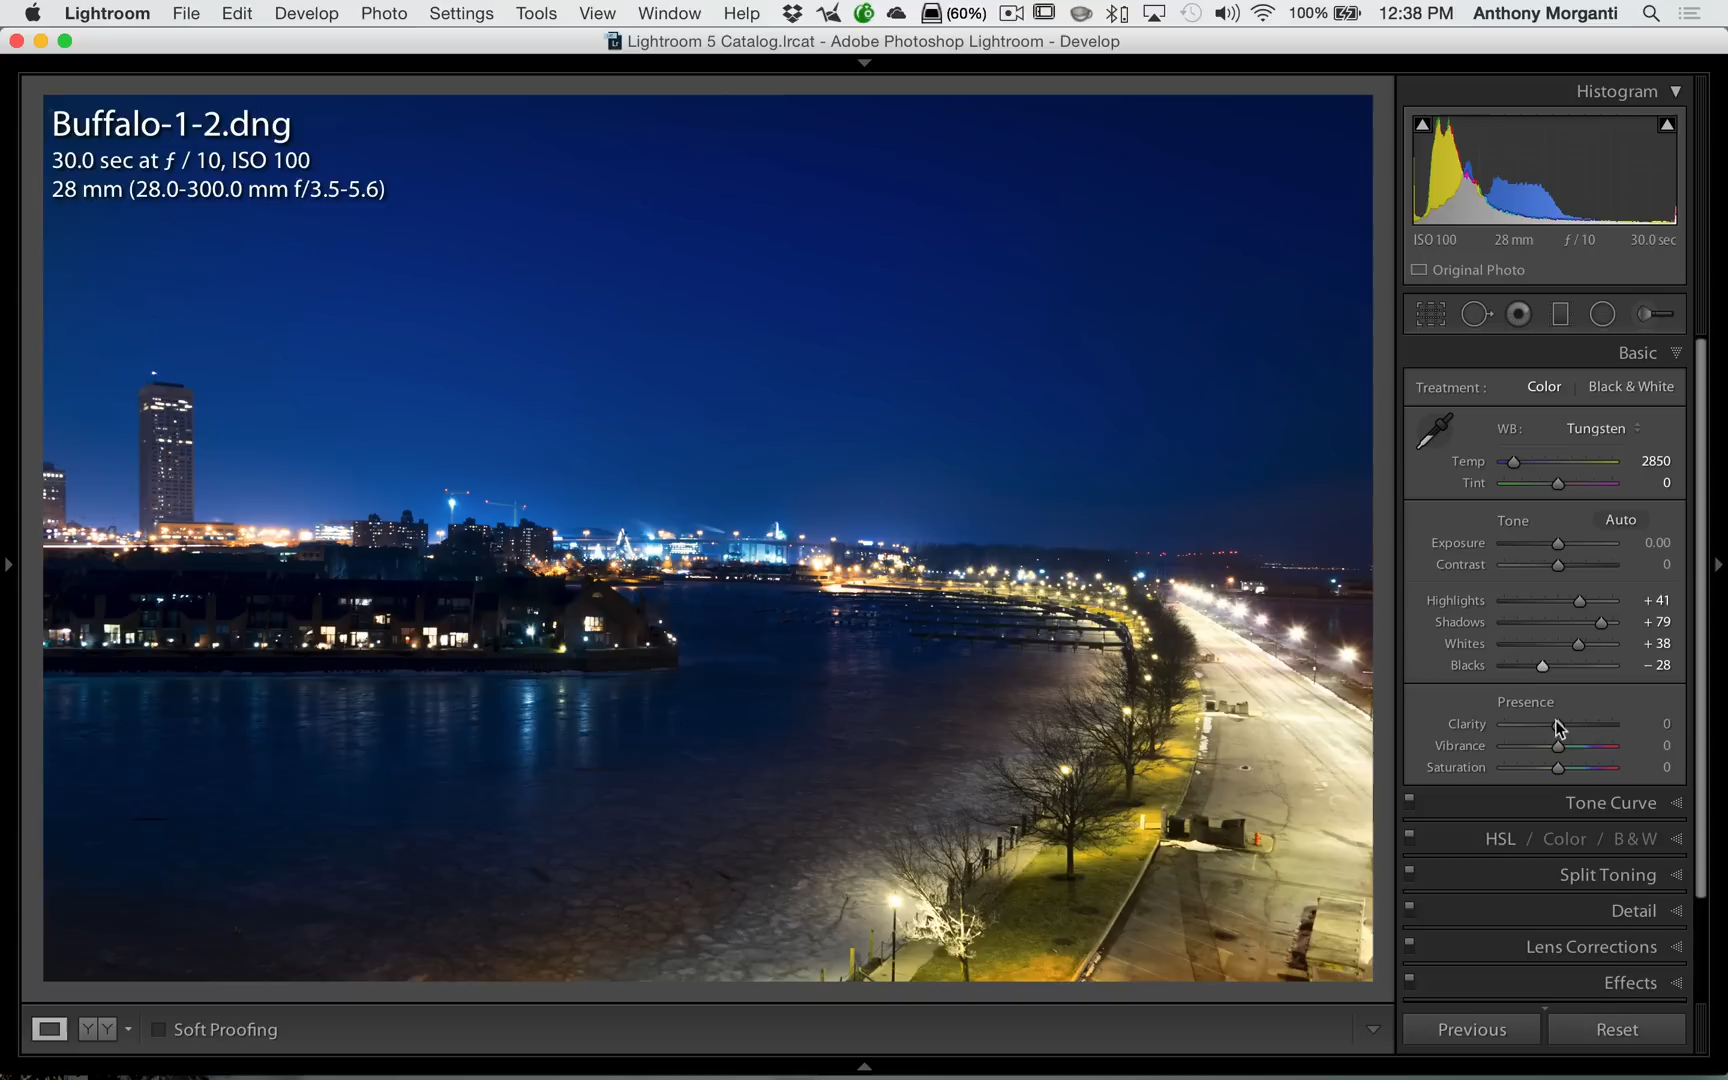 Lightroom File Edit Develop Photo Settings Tools View Window Help (60%) 100% 12:38 PM Anthony Morganti
Lightroom 5 Catalog.lrcat - Adobe Photoshop Lightroom - Develop
Buffalo-1-2.dng
30.0 sec at ƒ / 10, ISO 100
28 mm (28.0-300.0 mm f/3.5-5.6)
Histogram
ISO 100 28 mm ƒ / 10 30.0 sec
Original Photo
Basic
Treatment : Color Black & White
WB : Tungsten
Temp 2850
Tint 0
Tone Auto
Exposure 0.00
Contrast 0
Highlights + 41
Shadows + 79
Whites + 38
Blacks − 28
Presence
Clarity 0
Vibrance 0
Saturation 0
Tone Curve
HSL / Color / B & W
Split Toning
Detail
Lens Corrections
Effects
Y Y Soft Proofing
Previous Reset